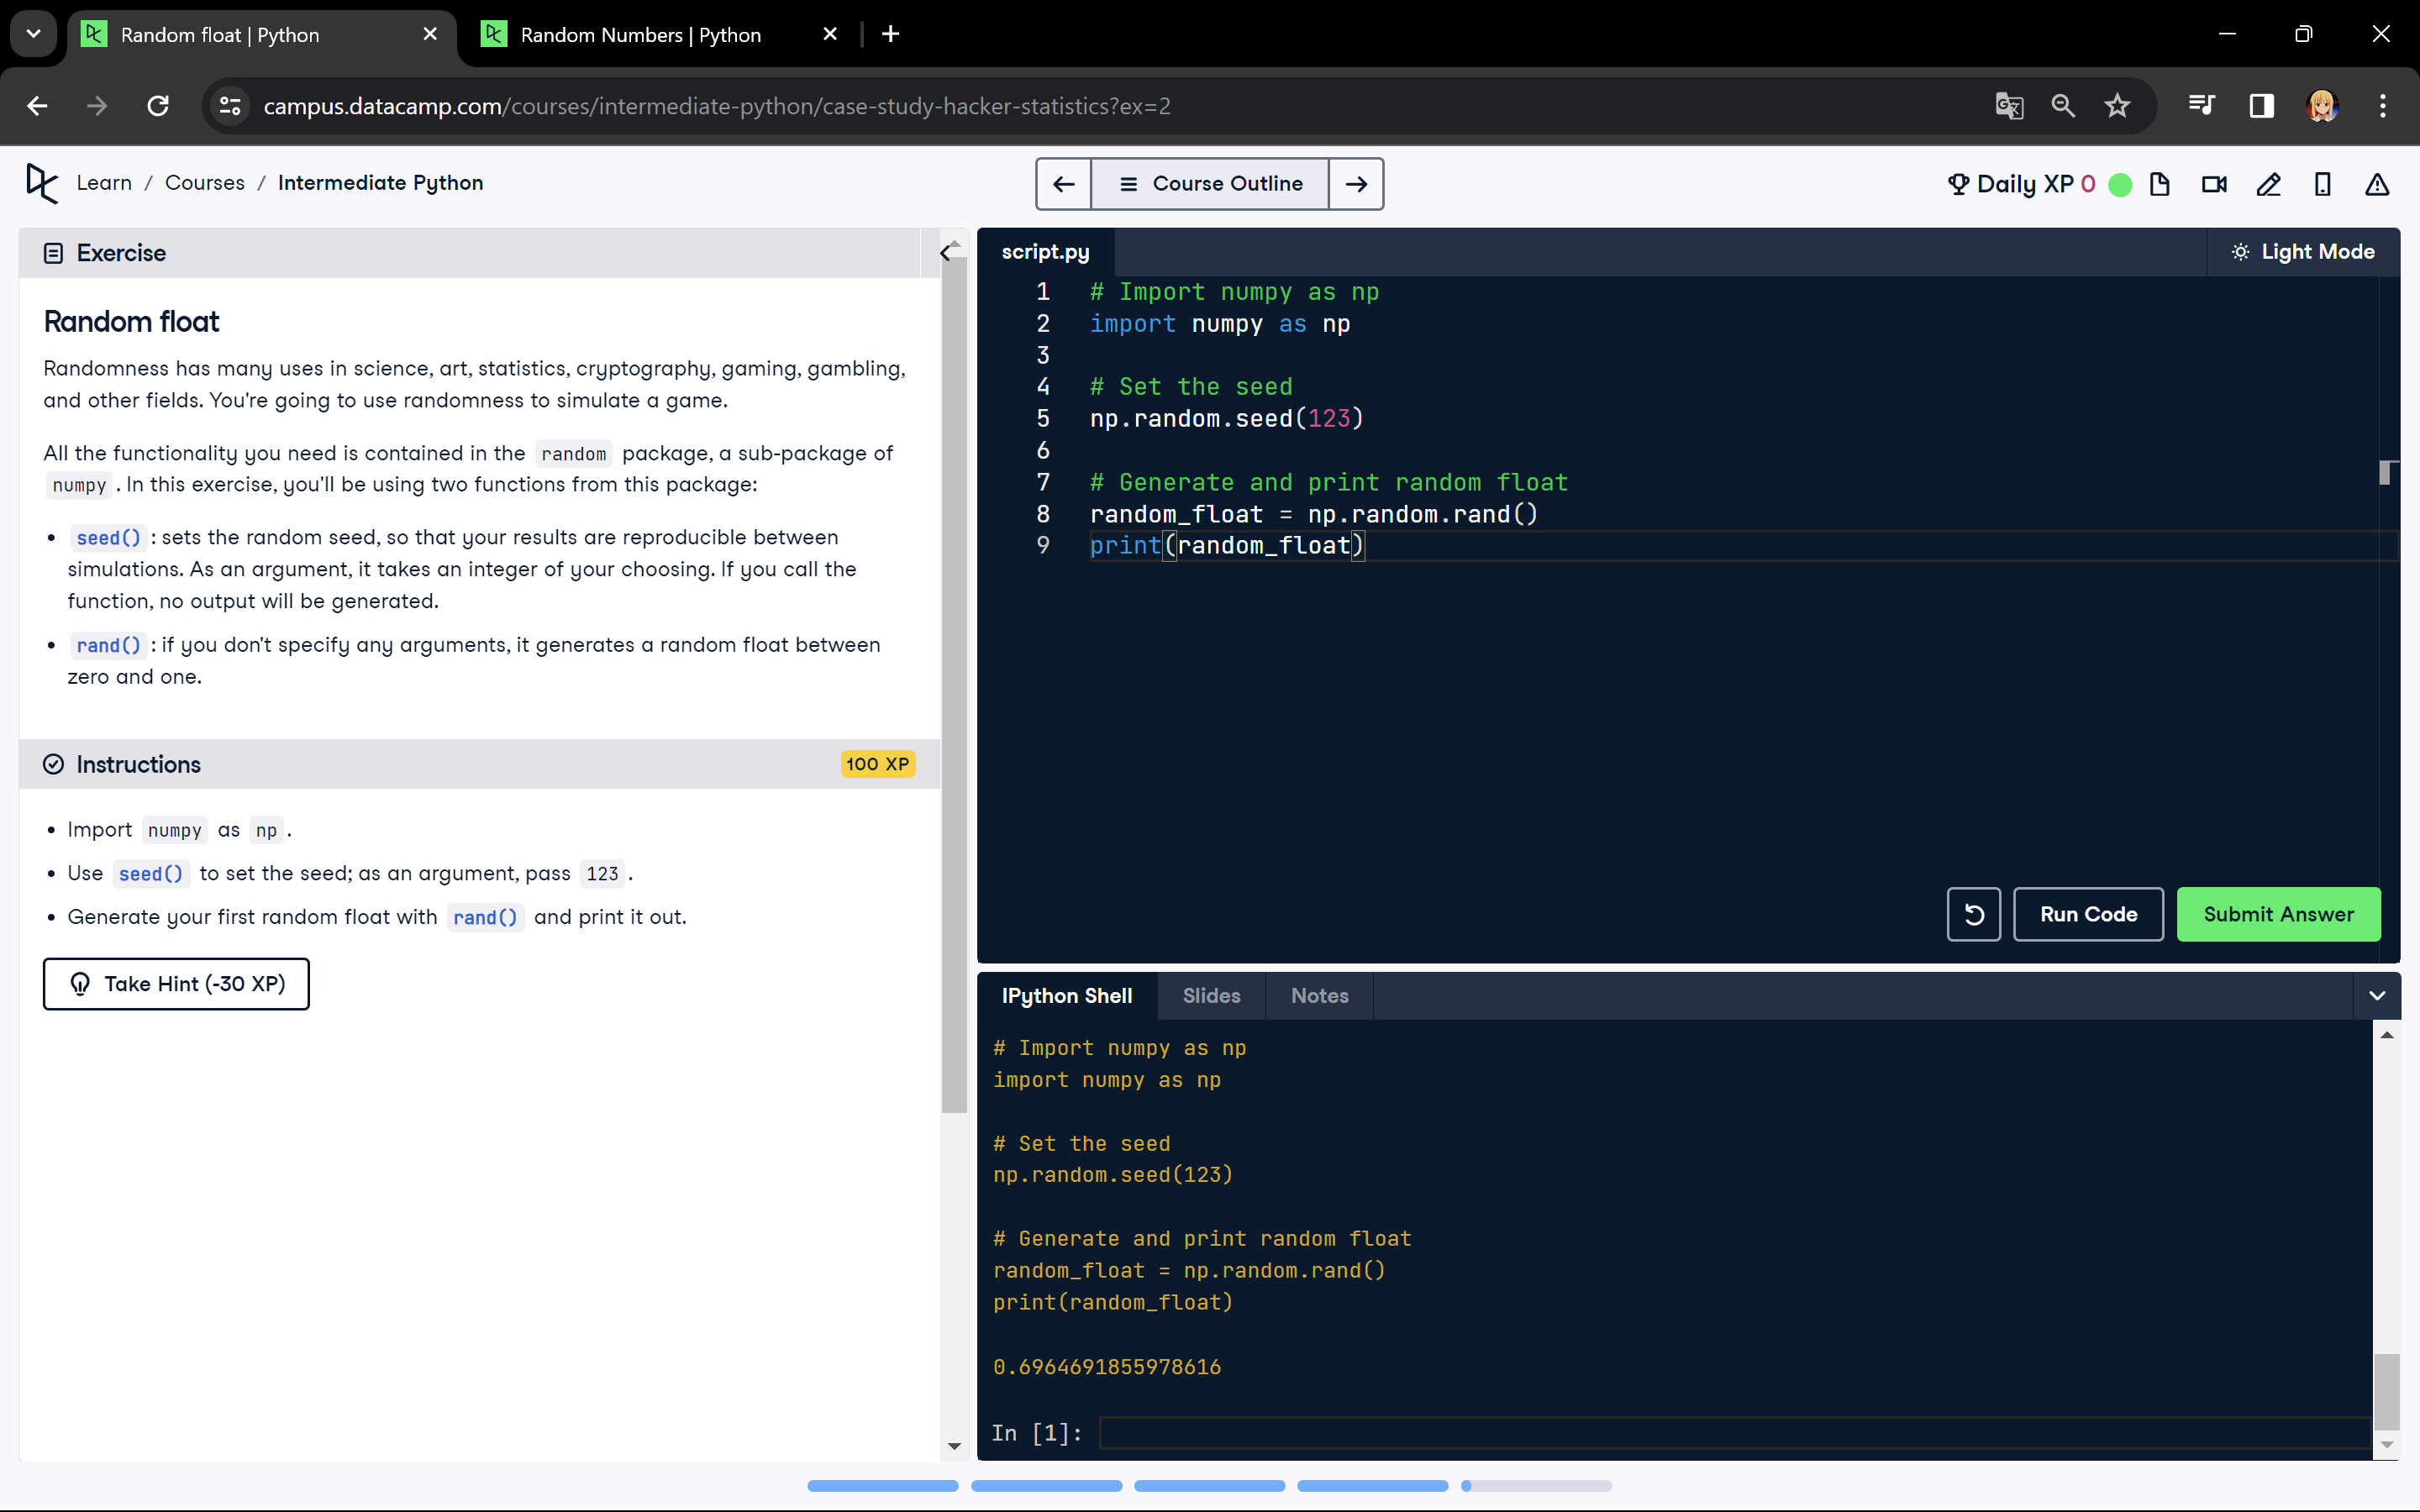 Random float | Python
Random Numbers | Python
campus.datacamp.com/courses/intermediate-python/case-study-hacker-statistics?ex=2
Learn / Courses / Intermediate Python
Course Outline
Daily XP 0
Exercise
Random float
Randomness has many uses in science, art, statistics, cryptography, gaming, gambling,
and other fields. You're going to use randomness to simulate a game.
All the functionality you need is contained in the random package, a sub-package of
numpy. In this exercise, you'll be using two functions from this package:
• seed(): sets the random seed, so that your results are reproducible between
simulations. As an argument, it takes an integer of your choosing. If you call the
function, no output will be generated.
• rand(): if you don't specify any arguments, it generates a random float between
zero and one.
Instructions
100 XP
• Import numpy as np.
• Use seed() to set the seed; as an argument, pass 123.
• Generate your first random float with rand() and print it out.
Take Hint (-30 XP)
script.py
Light Mode
1 # Import numpy as np
2 import numpy as np
3
4 # Set the seed
5 np.random.seed(123)
6
7 # Generate and print random float
8 random_float = np.random.rand()
9 print(random_float)
Run Code
Submit Answer
IPython Shell
Slides
Notes
# Import numpy as np
import numpy as np
# Set the seed
np.random.seed(123)
# Generate and print random float
random_float = np.random.rand()
print(random_float)
0.6964691855978616
In [1]: